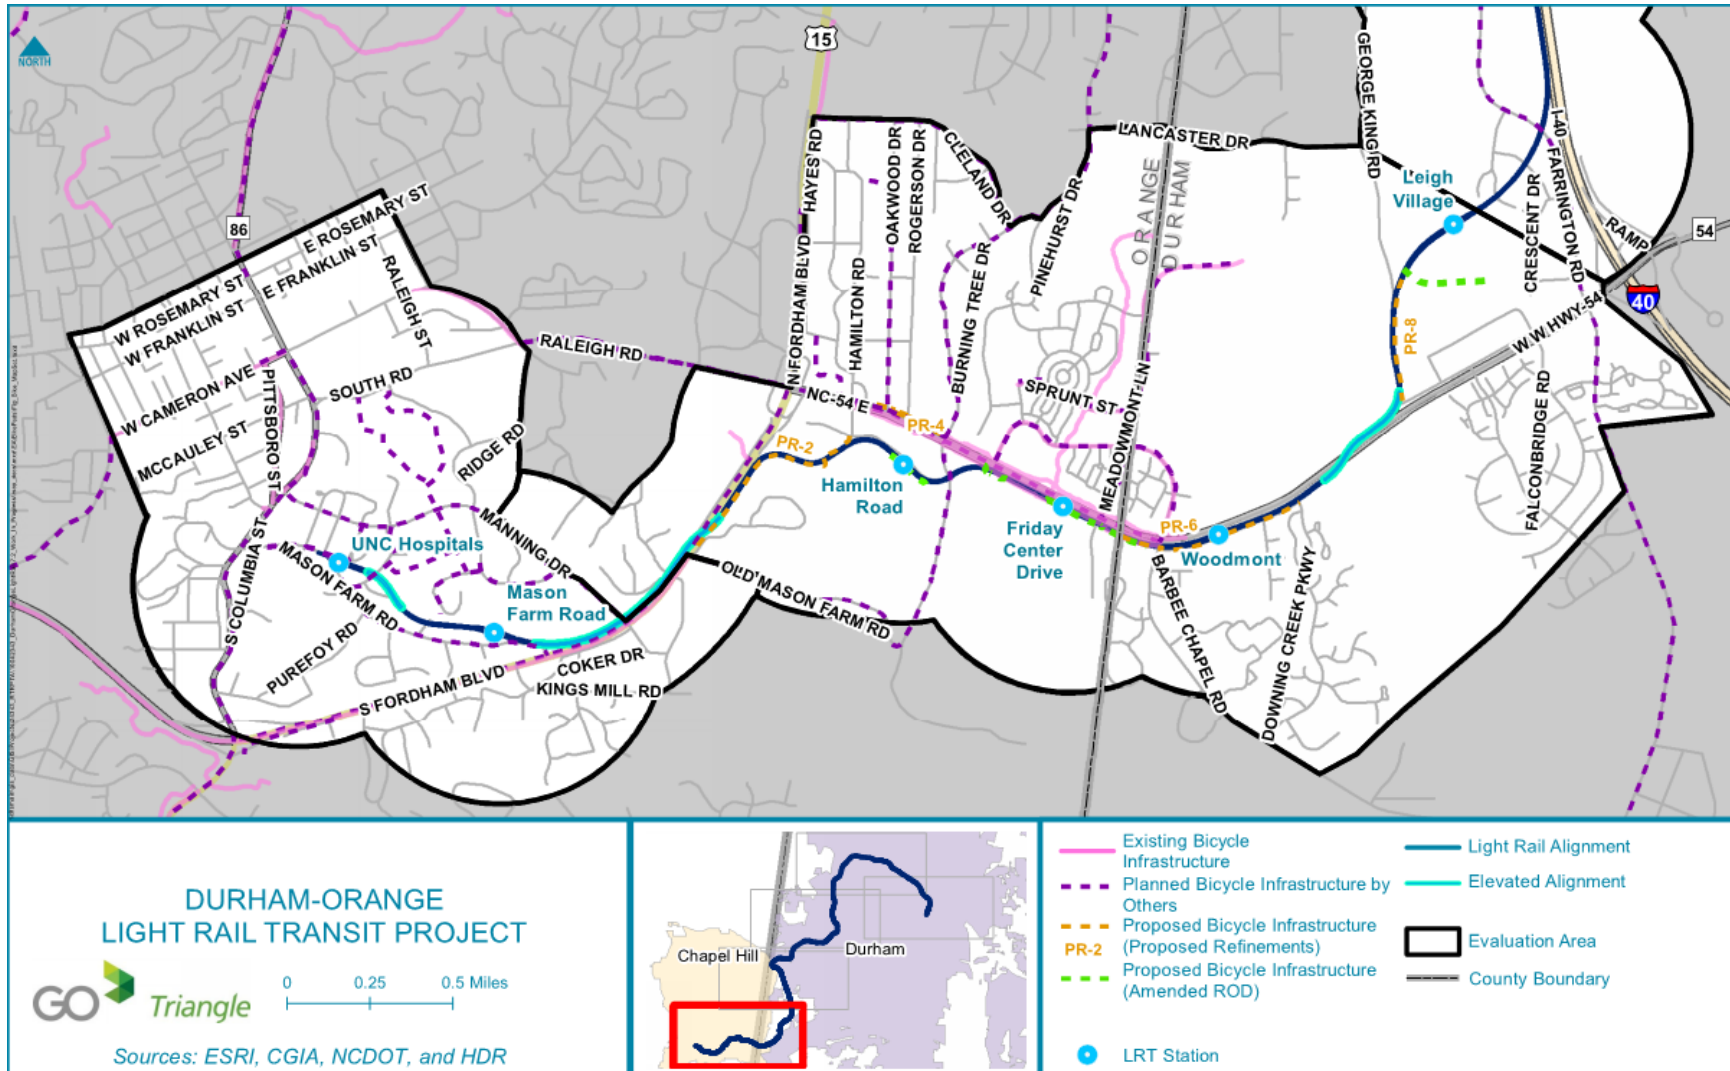 NORTH
15
86
E ROSEMARY ST
W ROSEMARY ST
E FRANKLIN ST
W FRANKLIN ST
RALEIGH ST
W CAMERON AVE
PITTSBORO ST
SOUTH RD
MCCAULEY ST
RIDGE RD
RALEIGH RD
MANNING DR
UNC Hospitals
S COLUMBIA ST
MASON FARM RD
Mason
Farm Road
PUREFOY RD
S FORDHAM BLVD
COKER DR
KINGS MILL RD
OLD MASON FARM RD
N FORDHAM BLVD
HAYES RD
HAMILTON RD
OAKWOOD DR
ROGERSON DR
CLELAND DR
BURNING TREE DR
PINEHURST DR
LANCASTER DR
ORANGE
DURHAM
GEORGE KING RD
Leigh
Village
I-40
FARRINGTON RD
CRESCENT DR
RAMP
54
40
W HWY-54
W
PR-8
FALCONBRIDGE RD
NC-54 E
PR-4
PR-2
SPRUNT ST
MEADOWMONT LN
Hamilton
Road
Friday
Center
Drive
PR-6
Woodmont
BARBEE CHAPEL RD
DOWNING CREEK PKWY
DURHAM-ORANGE
LIGHT RAIL TRANSIT PROJECT
GO Triangle
0 0.25 0.5 Miles
Sources: ESRI, CGIA, NCDOT, and HDR
Chapel Hill
Durham
Existing Bicycle
Infrastructure
Planned Bicycle Infrastructure by
Others
Proposed Bicycle Infrastructure
PR-2 (Proposed Refinements)
Proposed Bicycle Infrastructure
(Amended ROD)
LRT Station
Light Rail Alignment
Elevated Alignment
Evaluation Area
County Boundary